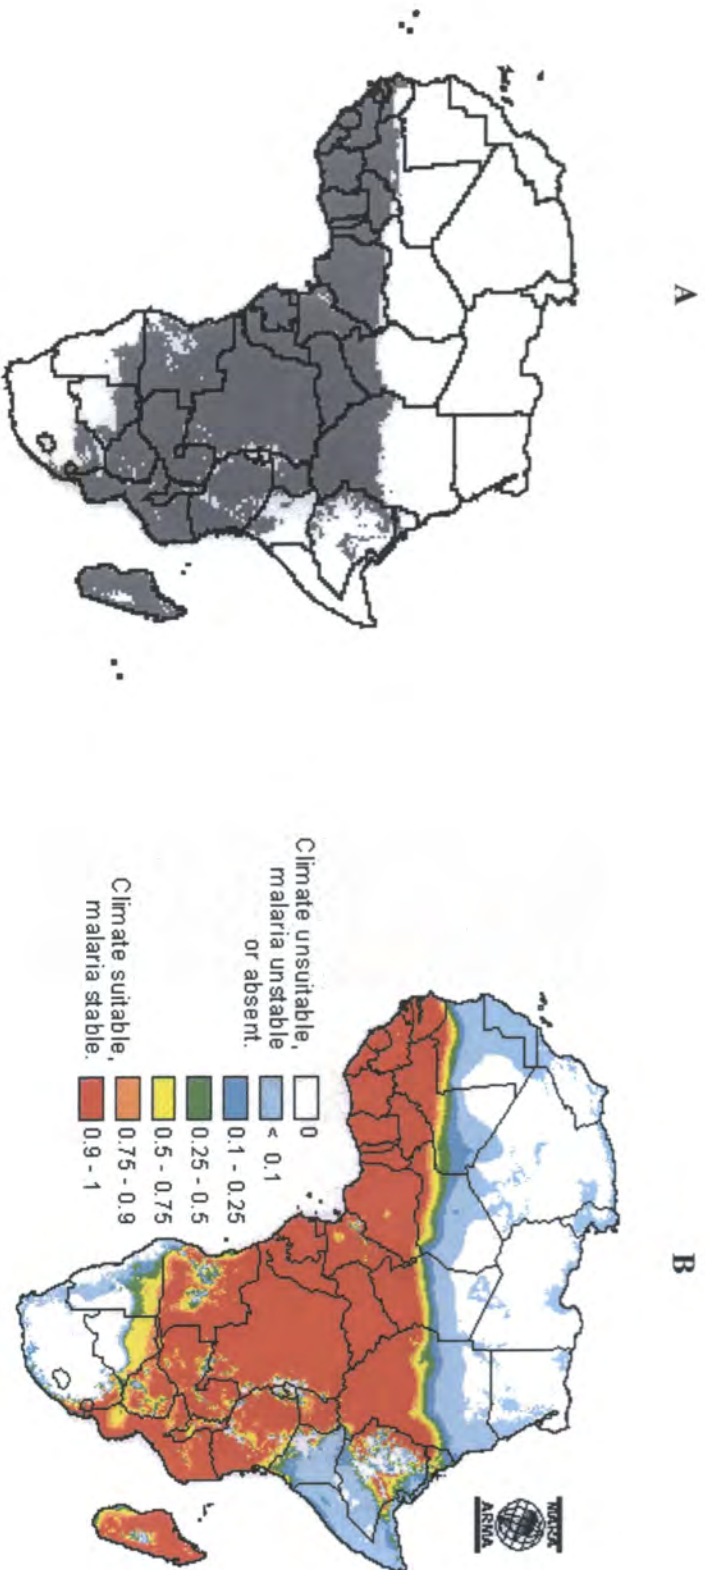 A
B
MARA
ARMA
Climate unsuitable,
malaria unstable
or absent.
Climate suitable,
malaria stable.
0
< 0.1
0.1 - 0.25
0.25 - 0.5
0.5 - 0.75
0.75 - 0.9
0.9 - 1